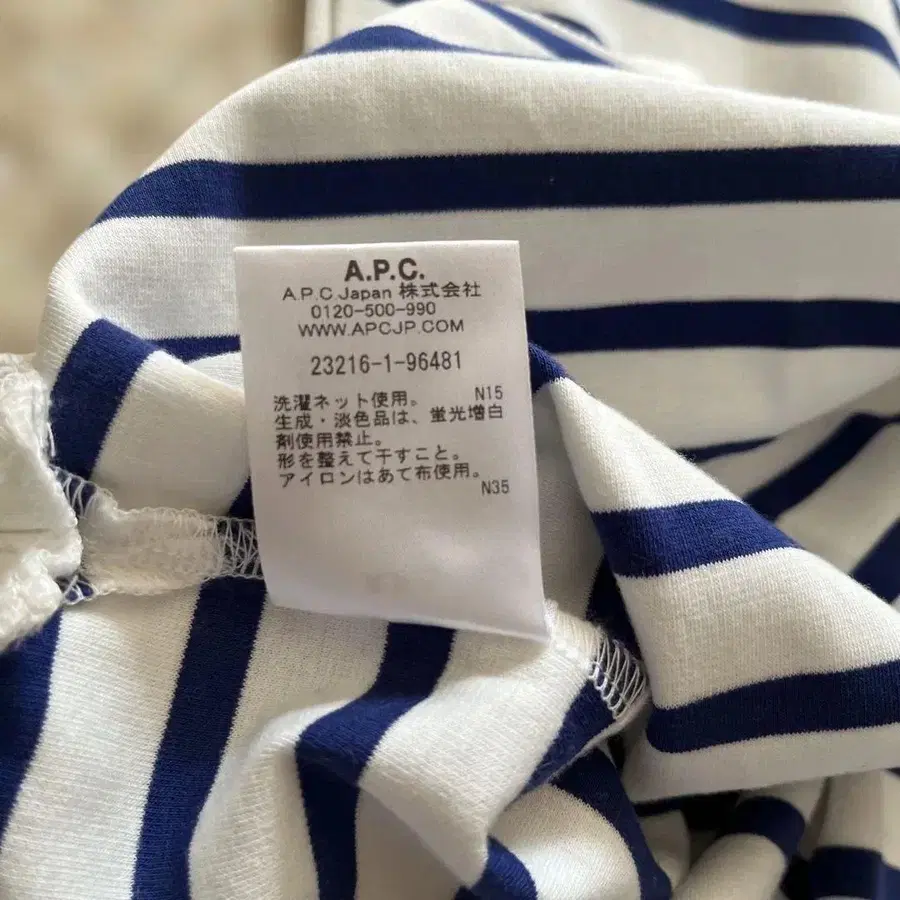 A.P.C.
A.P.C.Japan 株式会社
0120-500-990
WWW.APCJP.COM
23216-1-96481
洗濯ネット使用。 N15
生成・淡色品は、蛍光増白
剤使用禁止。
形を整えて干すこと。
アイロンはあて布使用。
N35